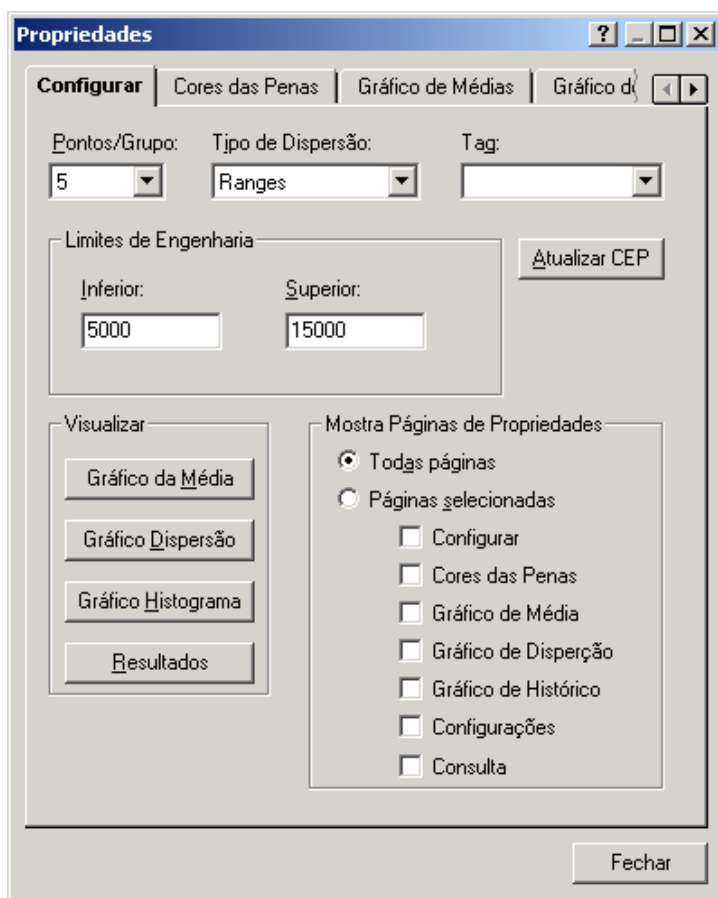 Propriedades
Configurar Cores das Penas Gráfico de Médias Gráfico d
Pontos/Grupo: Tipo de Dispersão: Tag:
5 Ranges
Limites de Engenharia
Atualizar CEP
Inferior: Superior:
5000 15000
Visualizar
Gráfico da Média
Gráfico Dispersão
Gráfico Histograma
Resultados
Mostra Páginas de Propriedades
Todas páginas
Páginas selecionadas
Configurar
Cores das Penas
Gráfico de Média
Gráfico de Disperção
Gráfico de Histórico
Configurações
Consulta
Fechar